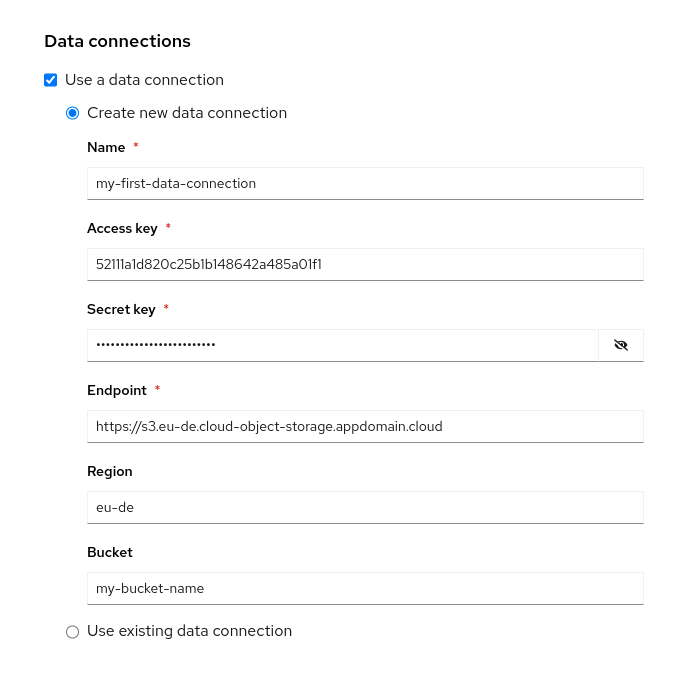 Data connections
Use a data connection
Create new data connection
Name *
my-first-data-connection
Access key *
52111a1d820c25b1b148642a485a01f1
Secret key *
•••••••••••••••••••••••••
Endpoint *
https://s3.eu-de.cloud-object-storage.appdomain.cloud
Region
eu-de
Bucket
my-bucket-name
Use existing data connection